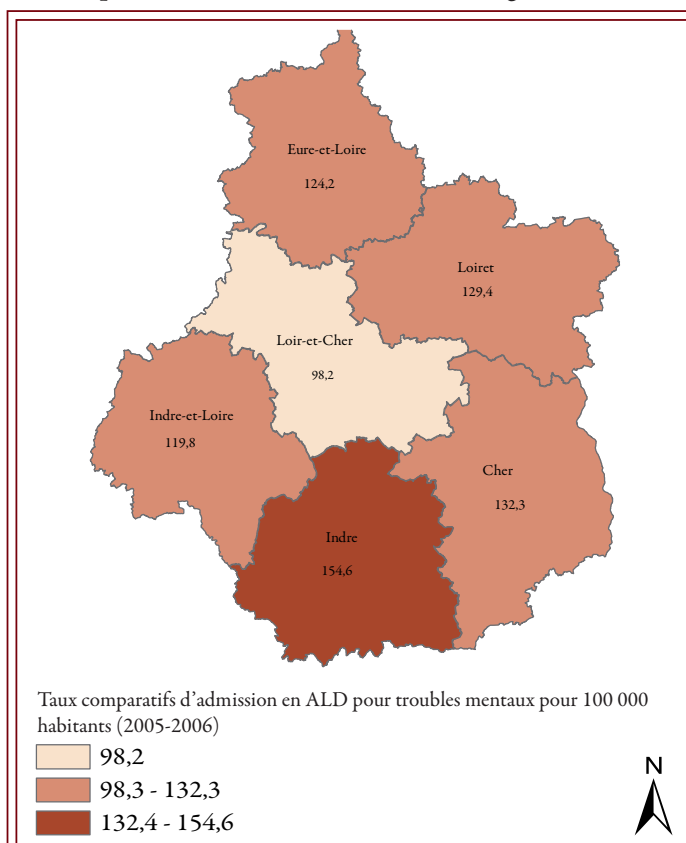 Eure-et-Loire
124,2
Loiret
129,4
Loir-et-Cher
98,2
Indre-et-Loire
119,8
Cher
132,3
Indre
154,6
Taux comparatifs d'admission en ALD pour troubles mentaux pour 100 000
habitants (2005-2006)
98,2
98,3 - 132,3
132,4 - 154,6
N